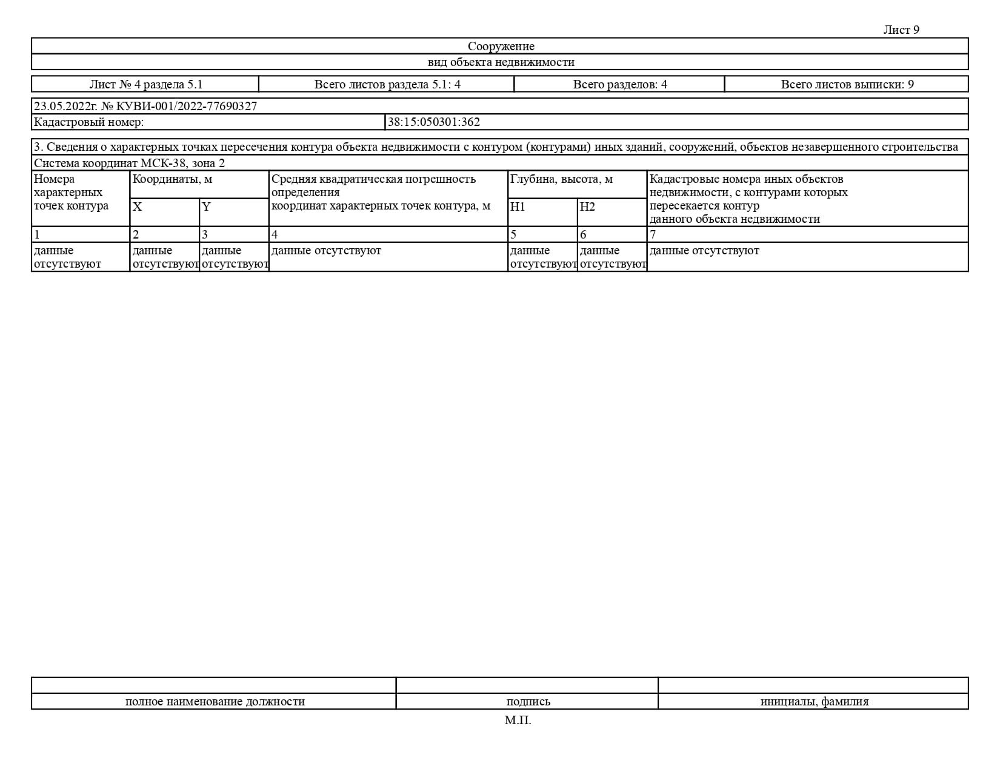 Лист 9
Сооружение
вид объекта недвижимости
Лист № 4 раздела 5.1 Всего листов раздела 5.1: 4 Всего разделов: 4 Всего листов выписки: 9
23.05.2022г. № КУВИ-001/2022-77690327
Кадастровый номер: 38:15:050301:362
3. Сведения о характерных точках пересечения контура объекта недвижимости с контуром (контурами) иных зданий, сооружений, объектов незавершенного строительства
Система координат МСК-38, зона 2
Номера
характерных
точек контура
Координаты, м
X Y
Средняя квадратическая погрешность
определения
координат характерных точек контура, м
Глубина, высота, м
H1 H2
Кадастровые номера иных объектов
недвижимости, с контурами которых
пересекается контур
данного объекта недвижимости
1 2 3 4 5 6 7
данные данные данные данные отсутствуют данные данные данные отсутствуют
отсутствуют отсутствуют отсутствуют отсутствуют отсутствуют
полное наименование должности подпись инициалы, фамилия
М.П.